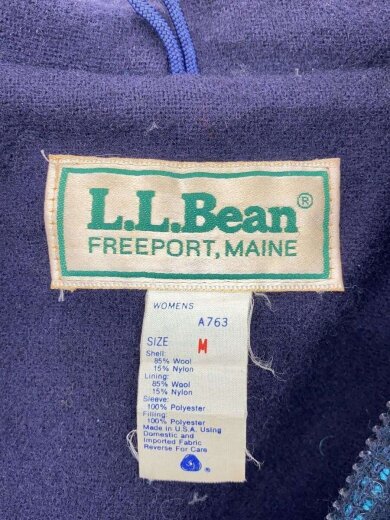 L.L.Bean®
FREEPORT, MAINE
WOMENS
A763
SIZE M
Shell:
85% Wool
15% Nylon
Lining:
85% Wool
15% Nylon
Sleeve:
100% Polyester
Filling:
100% Polyester
Made in U.S.A. Using
Domestic and
Imported Fabric
Reverse For Care